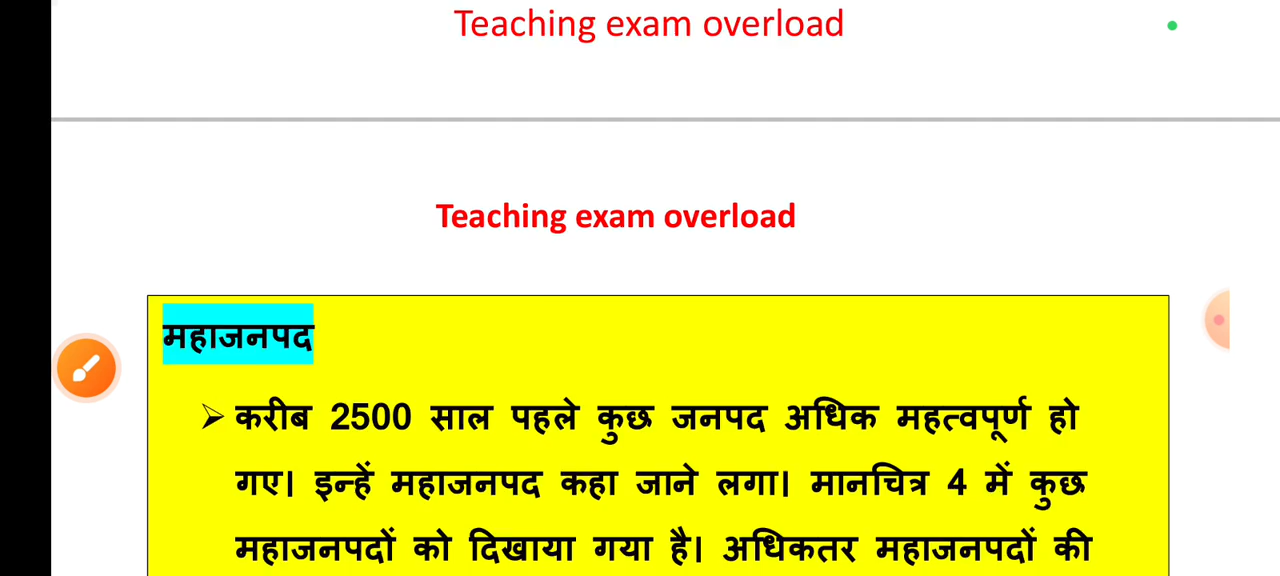 Teaching exam overload
Teaching exam overload
महाजनपद
➢ करीब 2500 साल पहले कुछ जनपद अधिक महत्वपूर्ण हो
गए। इन्हें महाजनपद कहा जाने लगा। मानचित्र 4 में कुछ
महाजनपदों को दिखाया गया है। अधिकतर महाजनपदों की